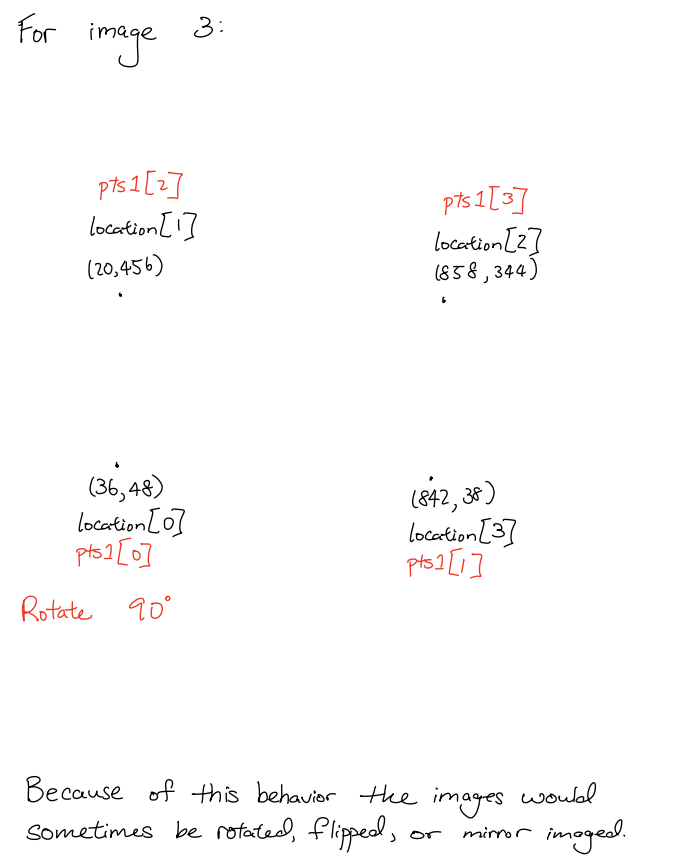 For image 3:
pts1[2]
location[1]
(20,456)
pts1[3]
location[2]
(858,344)
(36,48)
location[0]
pts1[0]
(842,38)
location[3]
pts1[1]
Rotate 90°
Because of this behavior the images would
sometimes be rotated, flipped, or mirror imaged.